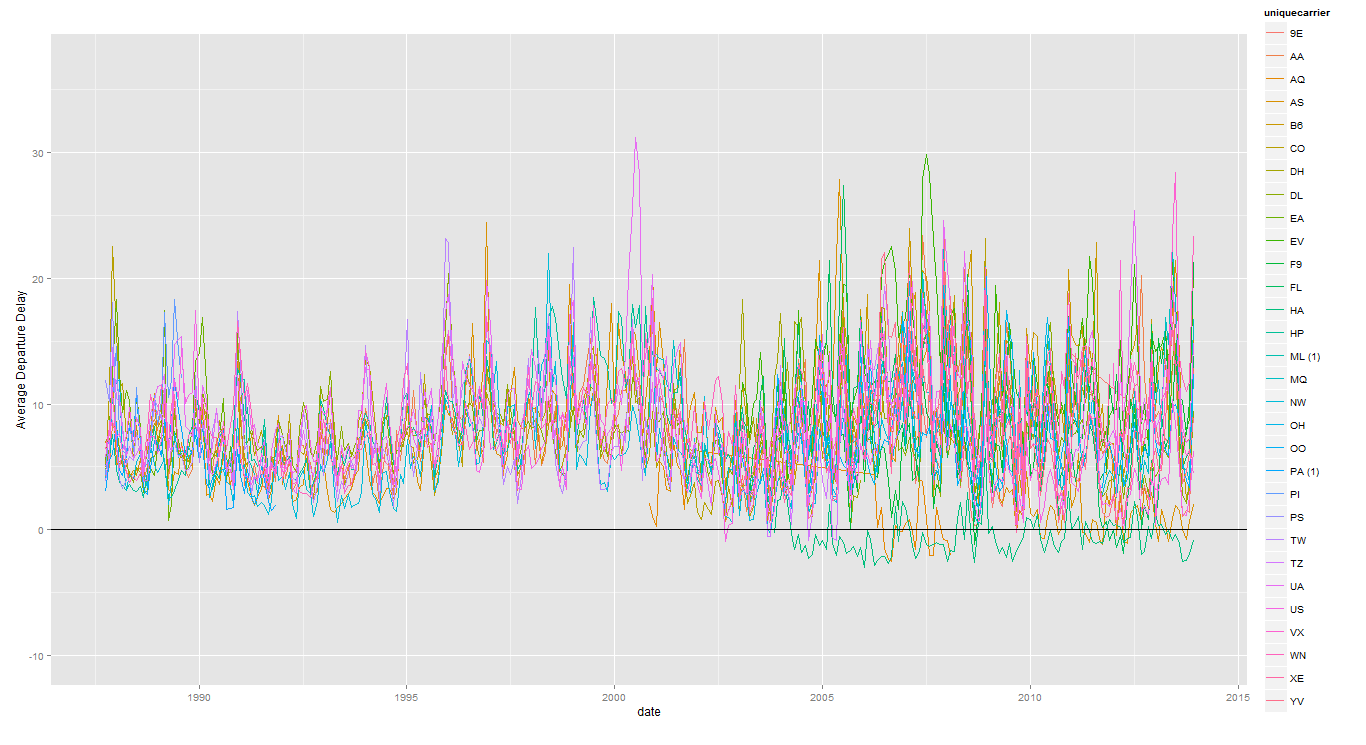 uniquecarrier
9E
AA
AQ
AS
B6
CO
DH
DL
EA
EV
F9
FL
HA
HP
ML (1)
MQ
NW
OH
OO
PA (1)
PI
PS
TW
TZ
UA
US
VX
WN
XE
YV
Average Departure Delay
30
20
10
0
-10
1990 1995 2000 2005 2010 2015
date